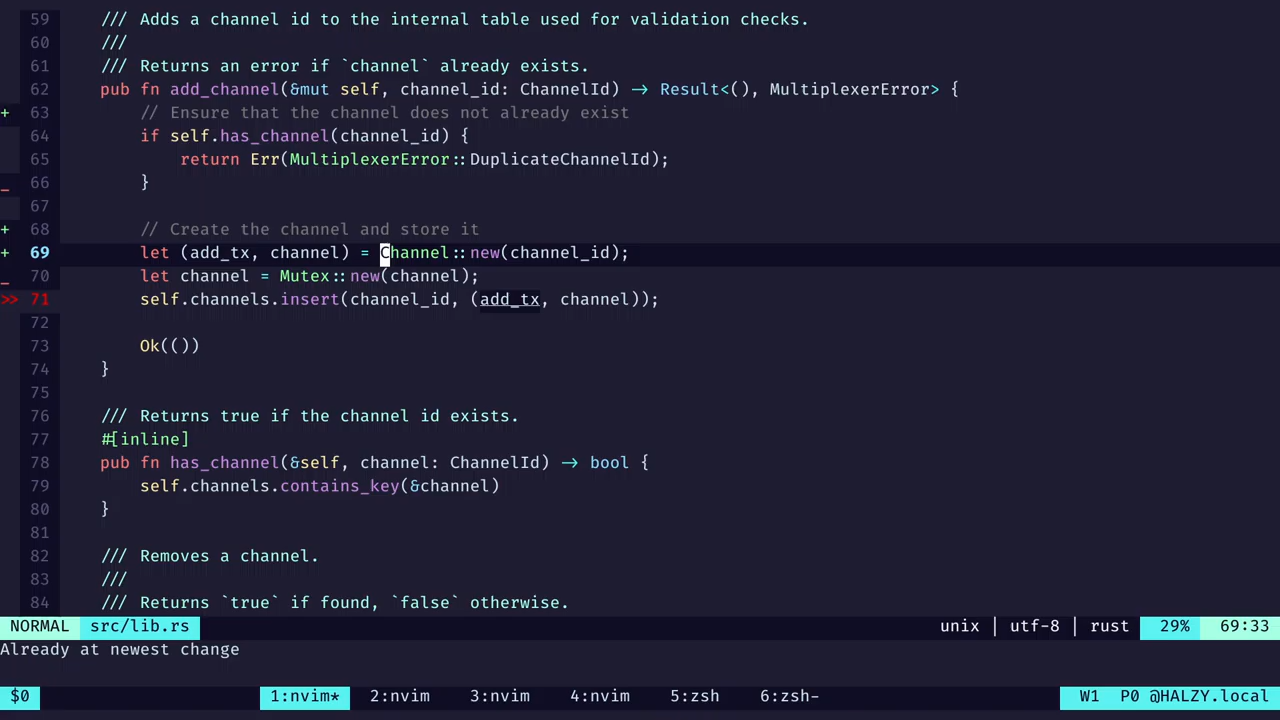 59 /// Adds a channel id to the internal table used for validation checks.
60 ///
61 /// Returns an error if `channel` already exists.
62 pub fn add_channel(&mut self, channel_id: ChannelId) -> Result<(), MultiplexerError> {
+ 63 // Ensure that the channel does not already exist
64 if self.has_channel(channel_id) {
65 return Err(MultiplexerError::DuplicateChannelId);
_ 66 }
67
+ 68 // Create the channel and store it
+ 69 let (add_tx, channel) = Channel::new(channel_id);
_ 70 let channel = Mutex::new(channel);
>> 71 self.channels.insert(channel_id, (add_tx, channel));
72
73 Ok(())
74 }
75
76 /// Returns true if the channel id exists.
77 #[inline]
78 pub fn has_channel(&self, channel: ChannelId) -> bool {
79 self.channels.contains_key(&channel)
80 }
81
82 /// Removes a channel.
83 ///
84 /// Returns `true` if found, `false` otherwise.
NORMAL src/lib.rs unix | utf-8 | rust 29% 69:33
Already at newest change
$0 1:nvim* 2:nvim 3:nvim 4:nvim 5:zsh 6:zsh- W1 P0 @HALZY.local